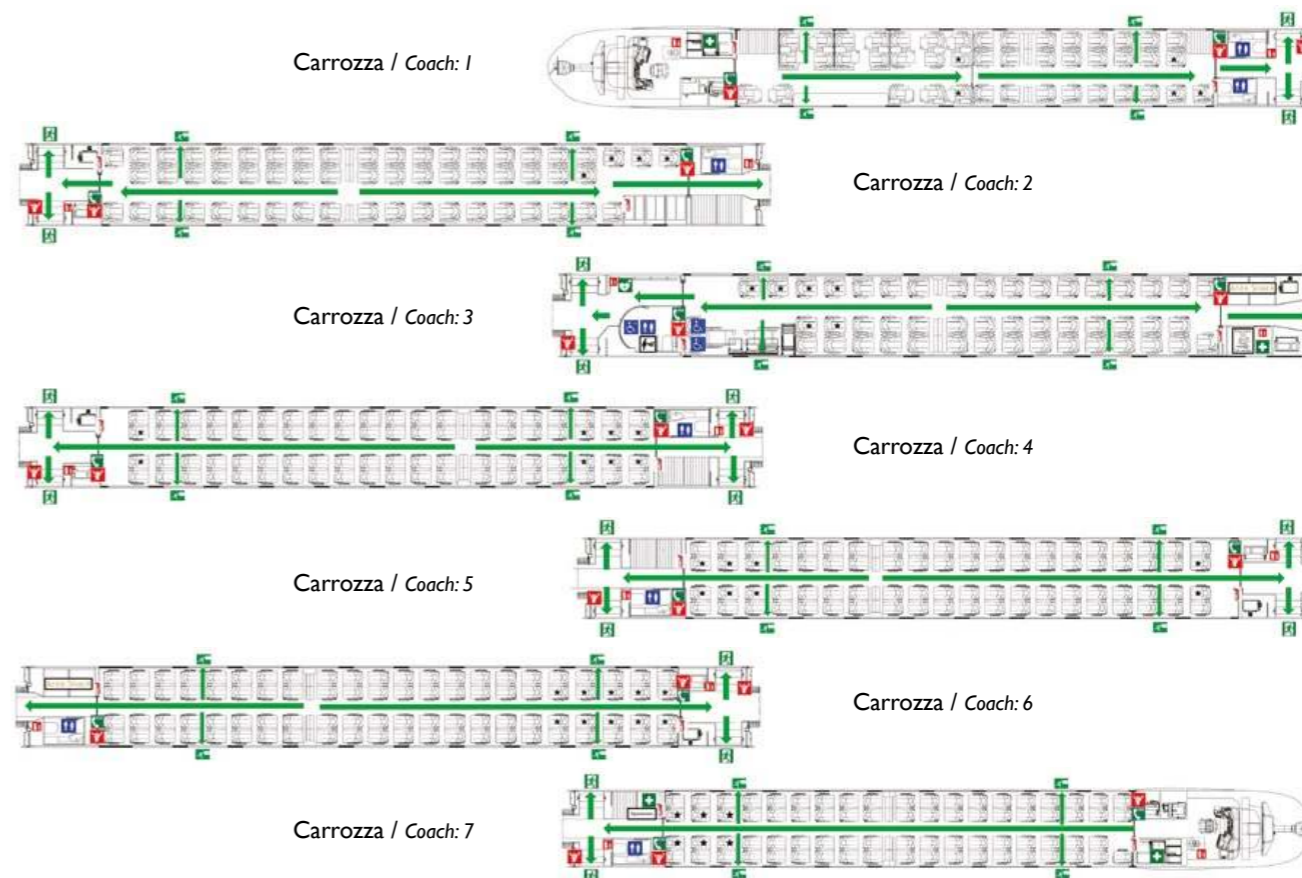 Carrozza / Coach: 1
Carrozza / Coach: 2
Carrozza / Coach: 3
Carrozza / Coach: 4
Carrozza / Coach: 5
Carrozza / Coach: 6
Carrozza / Coach: 7